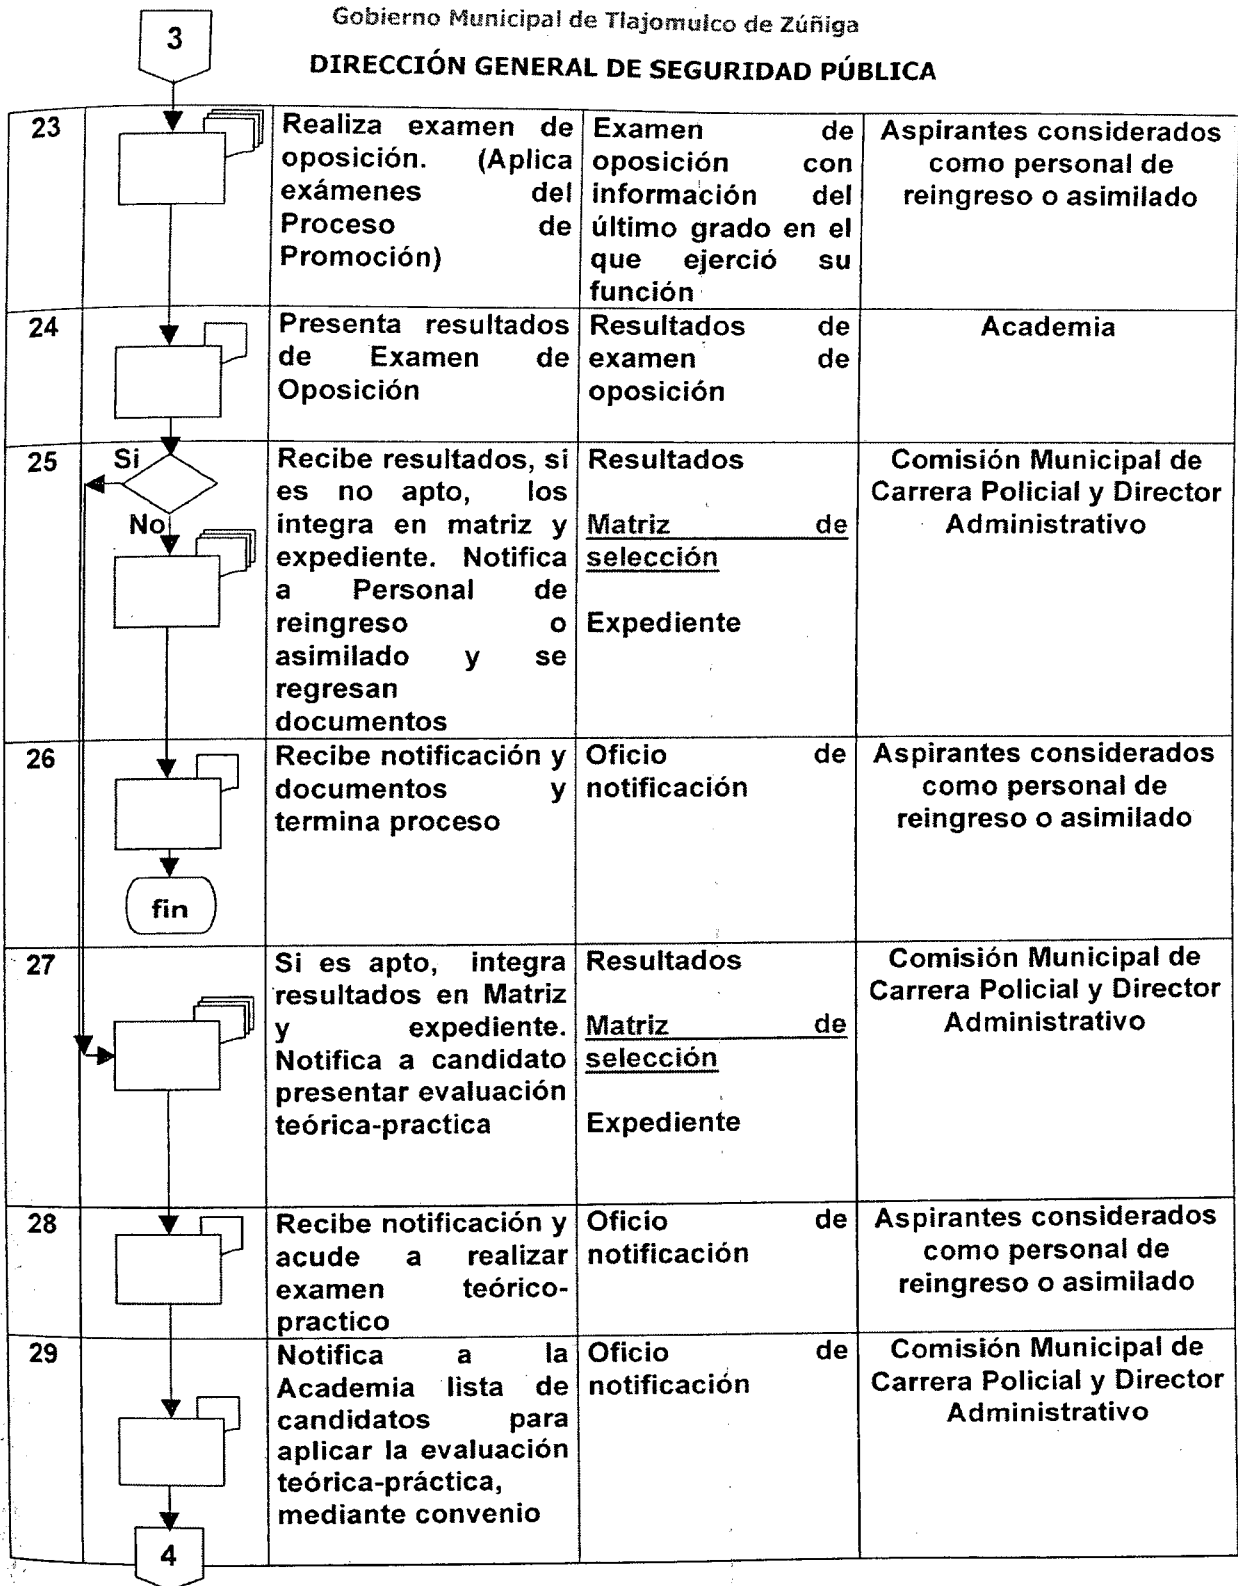 Gobierno Municipal de Tlajomulco de Zúñiga
3
DIRECCIÓN GENERAL DE SEGURIDAD PÚBLICA
23
Realiza examen de
oposición. (Aplica
exámenes del
Proceso de
Promoción)
Examen de
oposición con
información del
último grado en el
que ejerció su
función
Aspirantes considerados
como personal de
reingreso o asimilado
24
Presenta resultados
de Examen de
Oposición
Resultados de
examen de
oposición
Academia
25
Si
No
Recibe resultados, si
es no apto, los
integra en matriz y
expediente. Notifica
a Personal de
reingreso o
asimilado y se
regresan
documentos
Resultados
Matriz de
selección
Expediente
Comisión Municipal de
Carrera Policial y Director
Administrativo
26
fin
Recibe notificación y
documentos y
termina proceso
Oficio de
notificación
Aspirantes considerados
como personal de
reingreso o asimilado
27
Si es apto, integra
resultados en Matriz
y expediente.
Notifica a candidato
presentar evaluación
teórica-practica
Resultados
Matriz de
selección
Expediente
Comisión Municipal de
Carrera Policial y Director
Administrativo
28
Recibe notificación y
acude a realizar
examen teórico-
practico
Oficio de
notificación
Aspirantes considerados
como personal de
reingreso o asimilado
29
Notifica a la
Academia lista de
candidatos para
aplicar la evaluación
teórica-práctica,
mediante convenio
Oficio de
notificación
Comisión Municipal de
Carrera Policial y Director
Administrativo
4